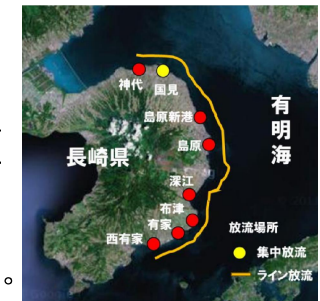 神代
国見
島原新港
有明海
島原
長崎県
深江
布津
有家
西有家
放流場所
集中放流
ライン放流
。